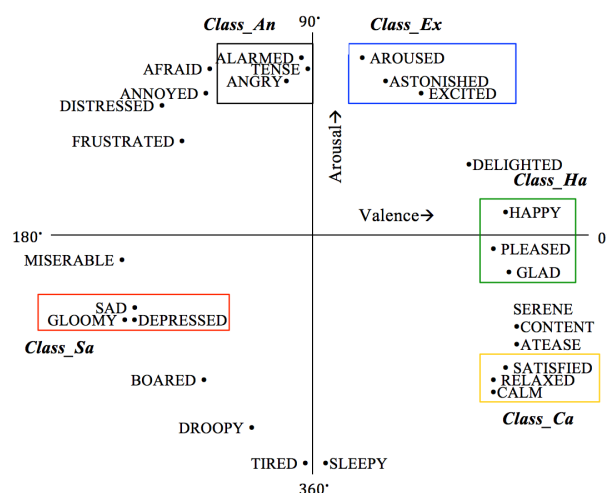 Class_An
90°
Class_Ex
ALARMED
AROUSED
AFRAID
TENSE
ANGRY
ASTONISHED
ANNOYED
EXCITED
DISTRESSED
FRUSTRATED
Arousal→
DELIGHTED
Class_Ha
HAPPY
Valence→
180°
0
PLEASED
MISERABLE
GLAD
SAD
SERENE
GLOOMY
DEPRESSED
CONTENT
Class_Sa
ATEASE
SATISFIED
BOARED
RELAXED
CALM
Class_Ca
DROOPY
TIRED
SLEEPY
360°